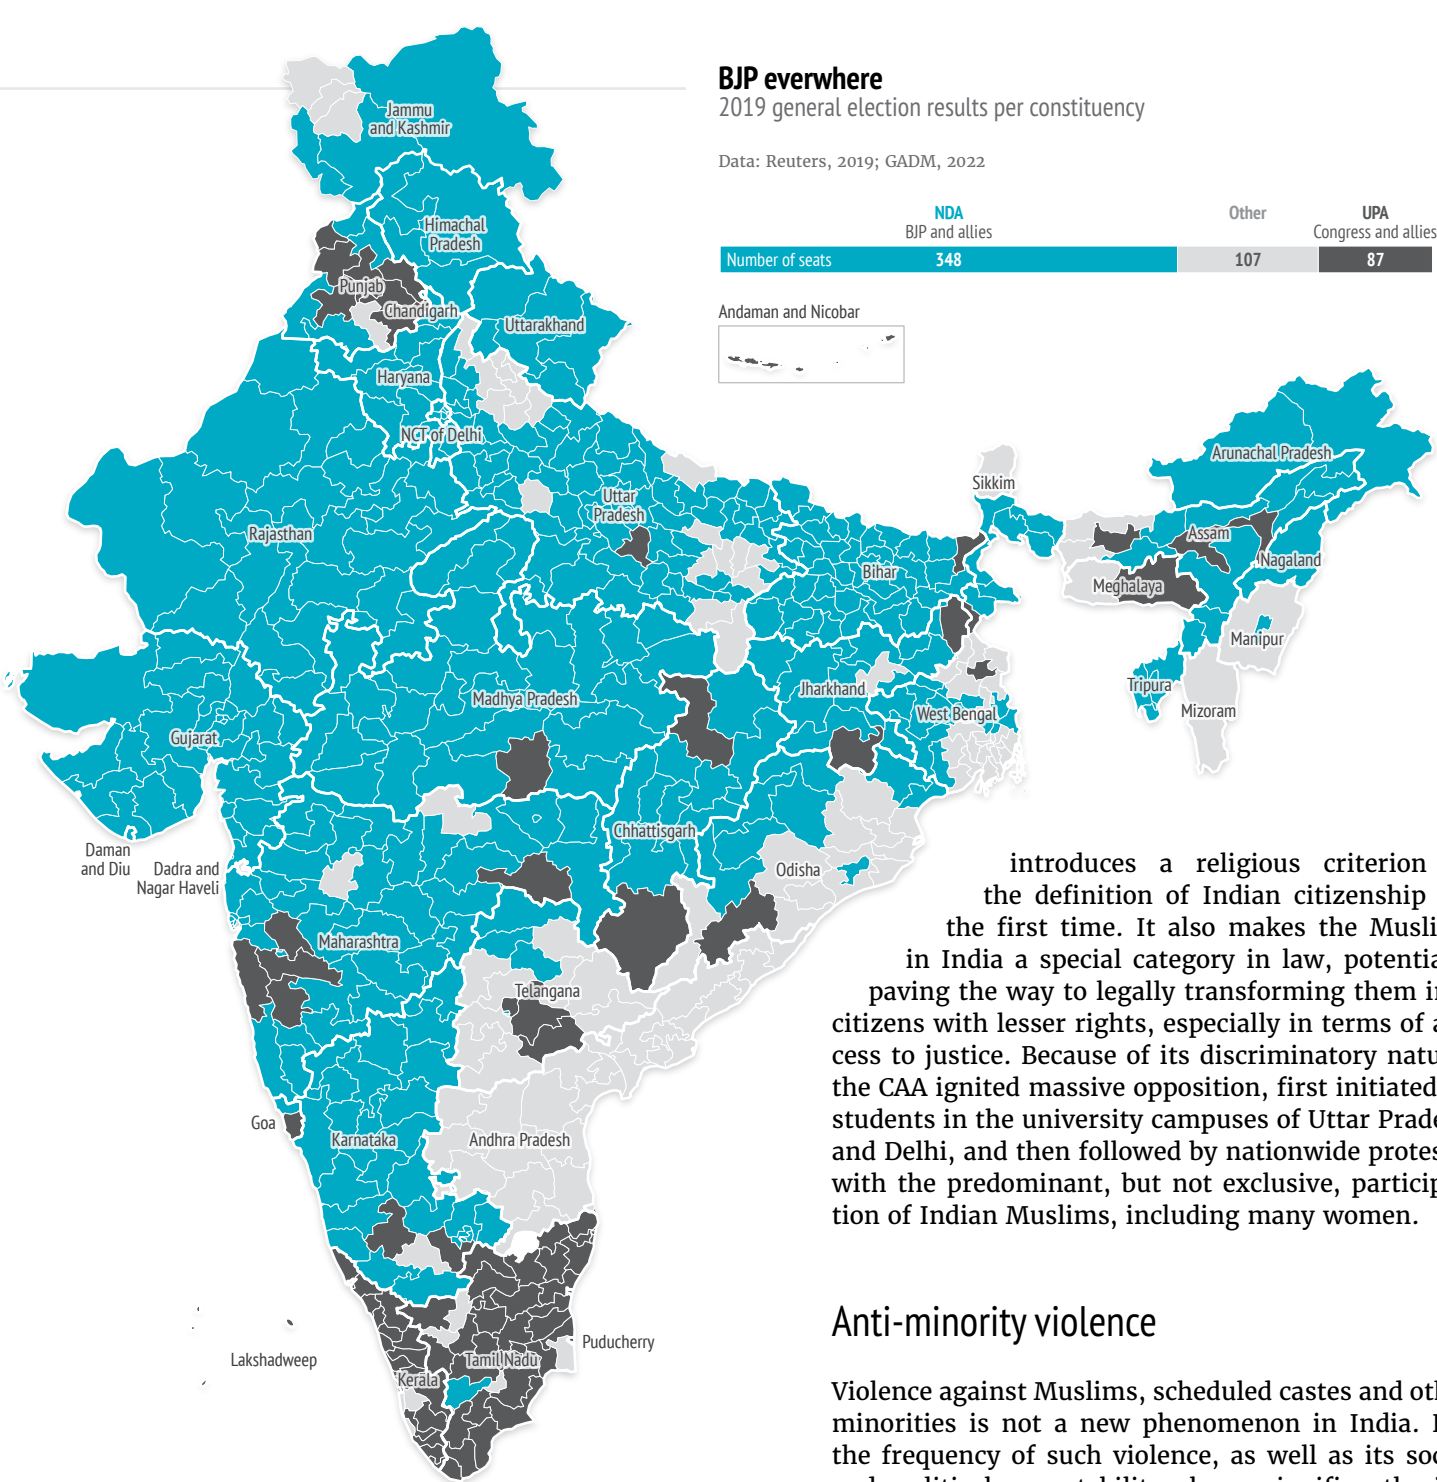 BJP everwhere
2019 general election results per constituency
Data: Reuters, 2019; GADM, 2022
NDA
BJP and allies
Other
UPA
Congress and allies
Number of seats 348 107 87
Andaman and Nicobar
Jammu
and Kashmir
Himachal
Pradesh
Punjab
Chandigarh
Uttarakhand
Haryana
NCT of Delhi
Arunachal Pradesh
Sikkim
Uttar
Pradesh
Rajasthan
Assam
Nagaland
Bihar
Meghalaya
Manipur
Tripura
Jharkhand
Madhya Pradesh
West Bengal
Mizoram
Gujarat
Chhattisgarh
Daman
and Diu
Dadra and
Nagar Haveli
Odisha
Maharashtra
Telangana
Goa
Karnataka
Andhra Pradesh
Puducherry
Lakshadweep
Tamil Nadu
Kerala
introduces a religious criterion
the definition of Indian citizenship
the first time. It also makes the
in India a special category in law,
paving the way to legally transforming them
citizens with lesser rights, especially in terms of
cess to justice. Because of its discriminatory
the CAA ignited massive opposition, first initiated
students in the university campuses of Uttar
and Delhi, and then followed by nationwide
with the predominant, but not exclusive,
tion of Indian Muslims, including many women.
Anti-minority violence
Violence against Muslims, scheduled castes and
minorities is not a new phenomenon in India.
the frequency of such violence, as well as its